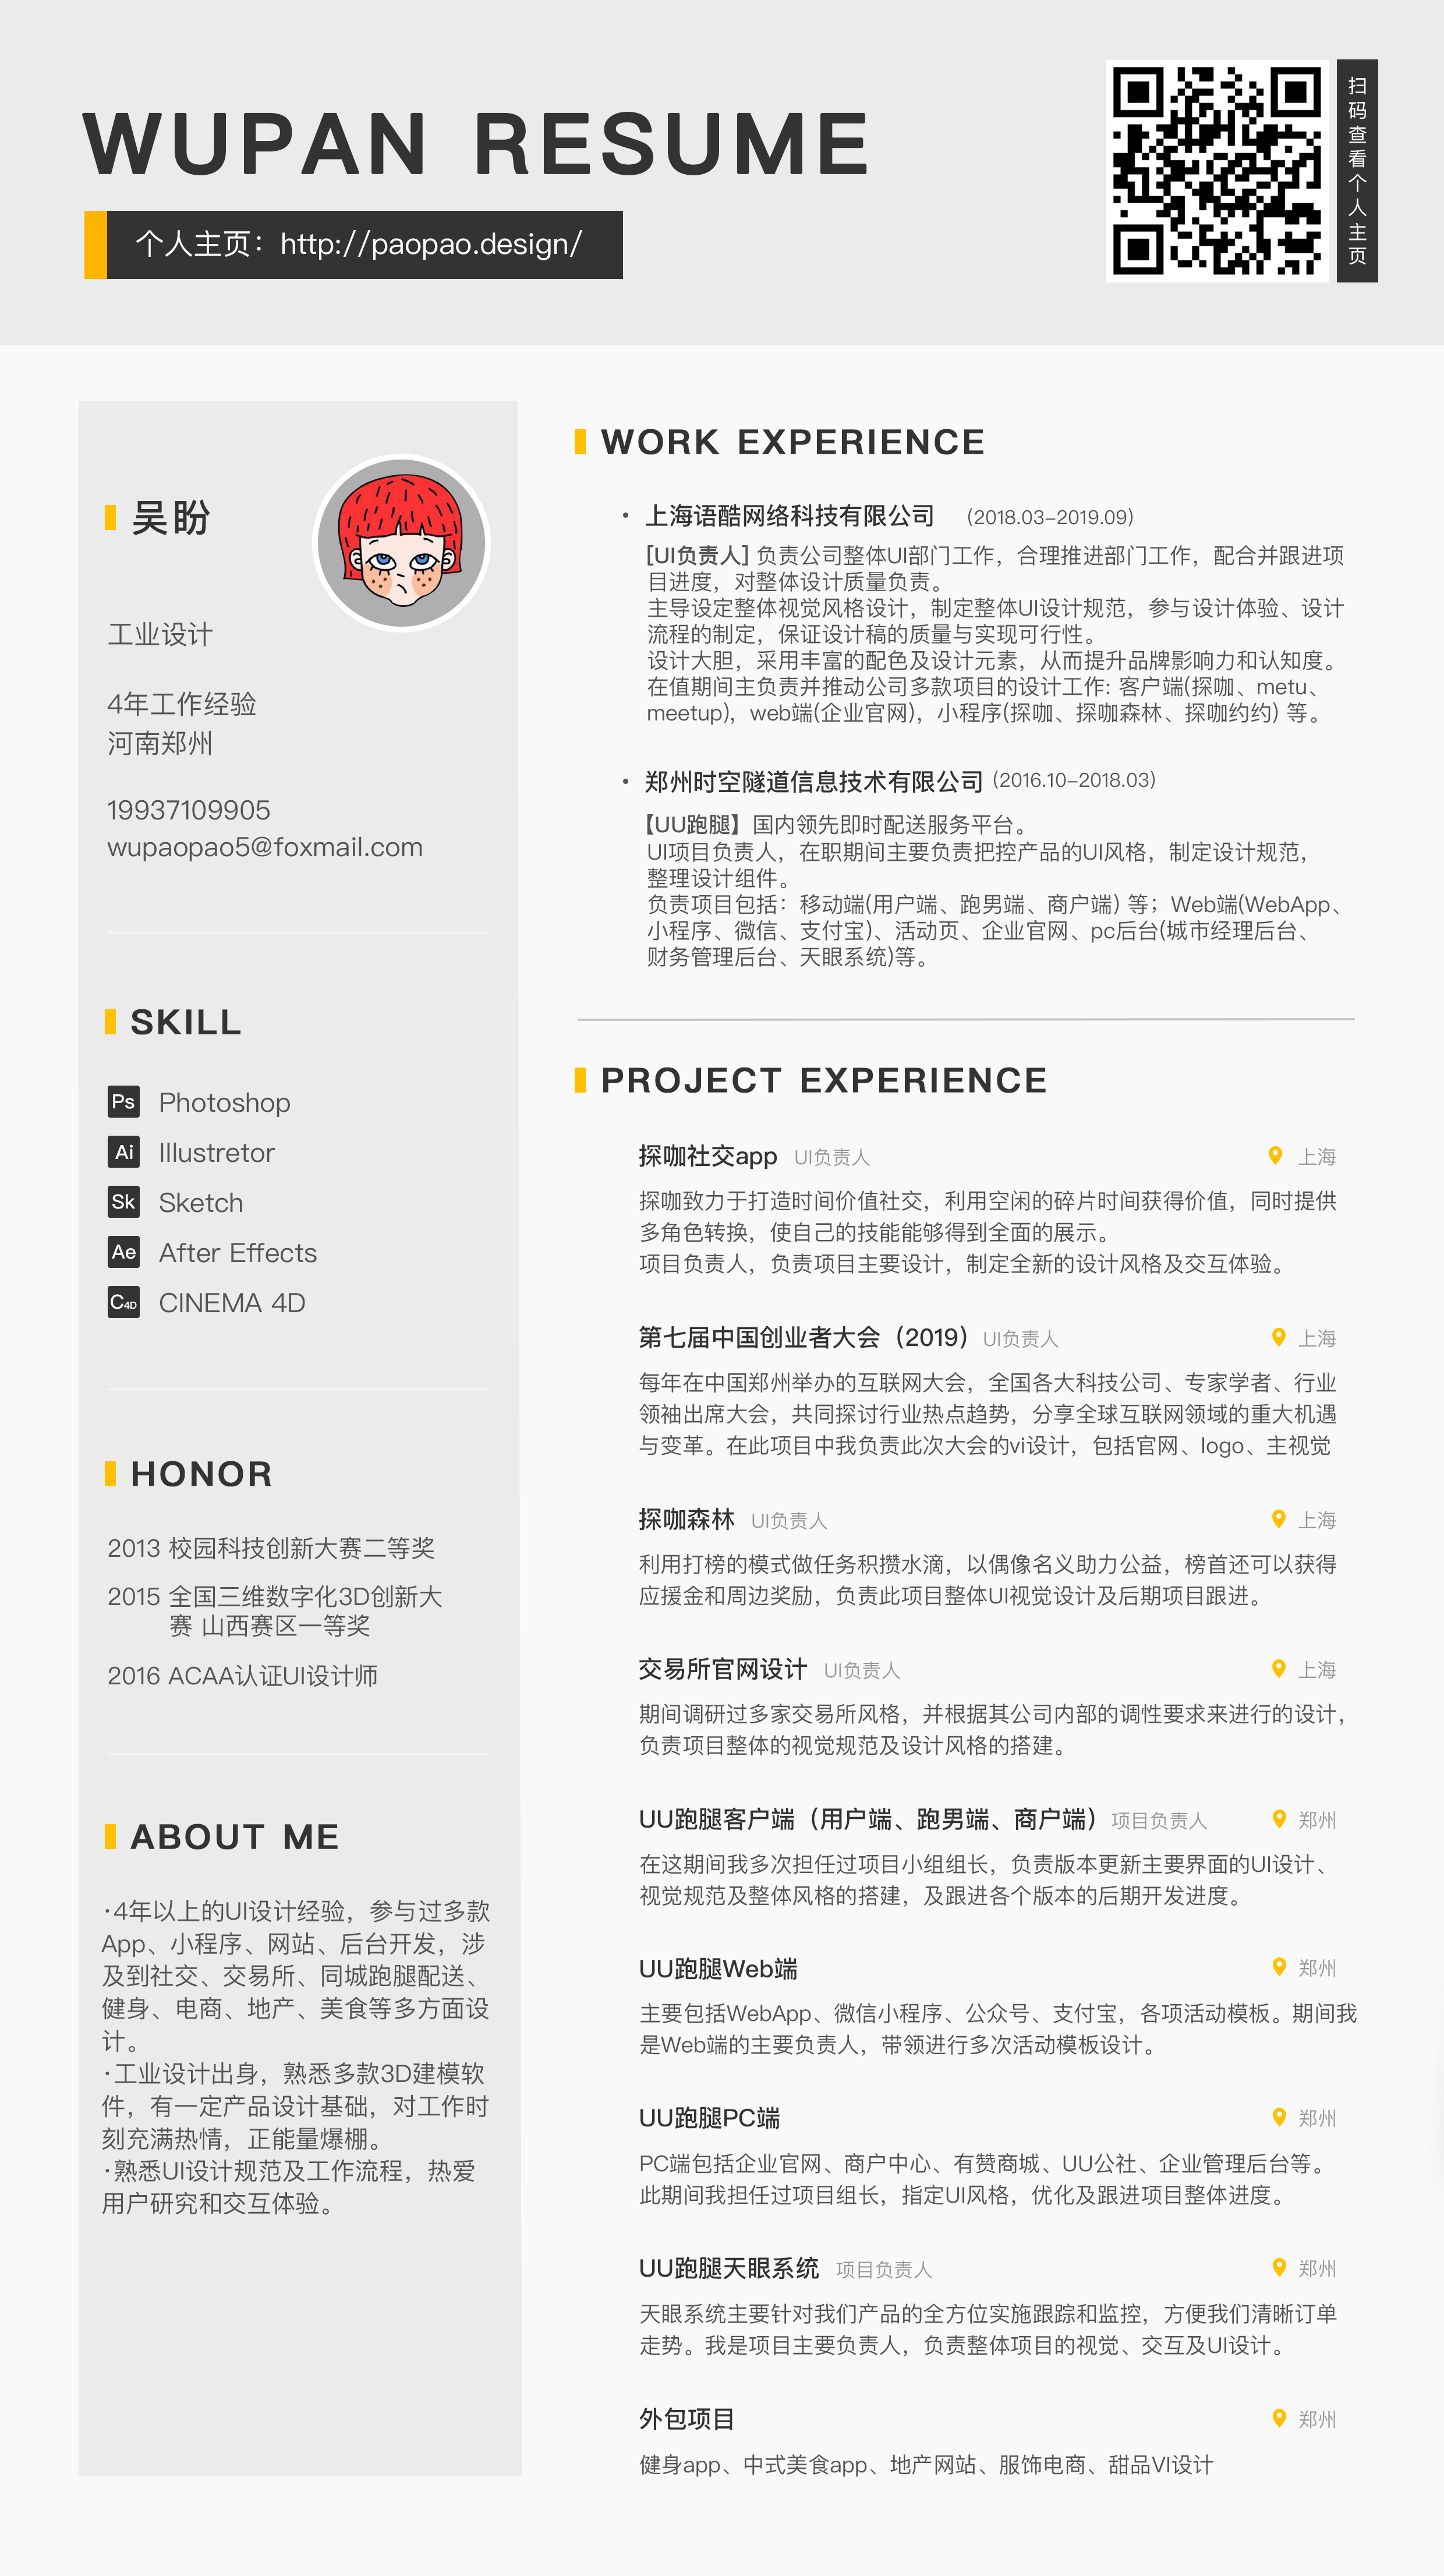 WUPAN RESUME
个人主页：http://paopao.design/
扫码查看个人主页
吴盼
工业设计
4年工作经验
河南郑州
19937109905
wupaopao5@foxmail.com
SKILL
Ps Photoshop
Ai Illustretor
Sk Sketch
Ae After Effects
C4D CINEMA 4D
HONOR
2013 校园科技创新大赛二等奖
2015 全国三维数字化3D创新大
赛 山西赛区一等奖
2016 ACAA认证UI设计师
ABOUT ME
·4年以上的UI设计经验，参与过多款
App、小程序、网站、后台开发，涉
及到社交、交易所、同城跑腿配送、
健身、电商、地产、美食等多方面设
计。
·工业设计出身，熟悉多款3D建模软
件，有一定产品设计基础，对工作时
刻充满热情，正能量爆棚。
·熟悉UI设计规范及工作流程，热爱
用户研究和交互体验。
WORK EXPERIENCE
· 上海语酷网络科技有限公司 (2018.03-2019.09)
[UI负责人] 负责公司整体UI部门工作，合理推进部门工作，配合并跟进项
目进度，对整体设计质量负责。
主导设定整体视觉风格设计，制定整体UI设计规范，参与设计体验、设计
流程的制定，保证设计稿的质量与实现可行性。
设计大胆，采用丰富的配色及设计元素，从而提升品牌影响力和认知度。
在值期间主负责并推动公司多款项目的设计工作: 客户端(探咖、metu、
meetup)，web端(企业官网)，小程序(探咖、探咖森林、探咖约约) 等。
· 郑州时空隧道信息技术有限公司 (2016.10-2018.03)
【UU跑腿】国内领先即时配送服务平台。
UI项目负责人，在职期间主要负责把控产品的UI风格，制定设计规范，
整理设计组件。
负责项目包括：移动端(用户端、跑男端、商户端) 等；Web端(WebApp、
小程序、微信、支付宝)、活动页、企业官网、pc后台(城市经理后台、
财务管理后台、天眼系统)等。
PROJECT EXPERIENCE
探咖社交app UI负责人 上海
探咖致力于打造时间价值社交，利用空闲的碎片时间获得价值，同时提供
多角色转换，使自己的技能能够得到全面的展示。
项目负责人，负责项目主要设计，制定全新的设计风格及交互体验。
第七届中国创业者大会（2019）UI负责人 上海
每年在中国郑州举办的互联网大会，全国各大科技公司、专家学者、行业
领袖出席大会，共同探讨行业热点趋势，分享全球互联网领域的重大机遇
与变革。在此项目中我负责此次大会的vi设计，包括官网、logo、主视觉
探咖森林 UI负责人 上海
利用打榜的模式做任务积攒水滴，以偶像名义助力公益，榜首还可以获得
应援金和周边奖励，负责此项目整体UI视觉设计及后期项目跟进。
交易所官网设计 UI负责人 上海
期间调研过多家交易所风格，并根据其公司内部的调性要求来进行的设计，
负责项目整体的视觉规范及设计风格的搭建。
UU跑腿客户端（用户端、跑男端、商户端）项目负责人 郑州
在这期间我多次担任过项目小组组长，负责版本更新主要界面的UI设计、
视觉规范及整体风格的搭建，及跟进各个版本的后期开发进度。
UU跑腿Web端 郑州
主要包括WebApp、微信小程序、公众号、支付宝，各项活动模板。期间我
是Web端的主要负责人，带领进行多次活动模板设计。
UU跑腿PC端 郑州
PC端包括企业官网、商户中心、有赞商城、UU公社、企业管理后台等。
此期间我担任过项目组长，指定UI风格，优化及跟进项目整体进度。
UU跑腿天眼系统 项目负责人 郑州
天眼系统主要针对我们产品的全方位实施跟踪和监控，方便我们清晰订单
走势。我是项目主要负责人，负责整体项目的视觉、交互及UI设计。
外包项目 郑州
健身app、中式美食app、地产网站、服饰电商、甜品VI设计